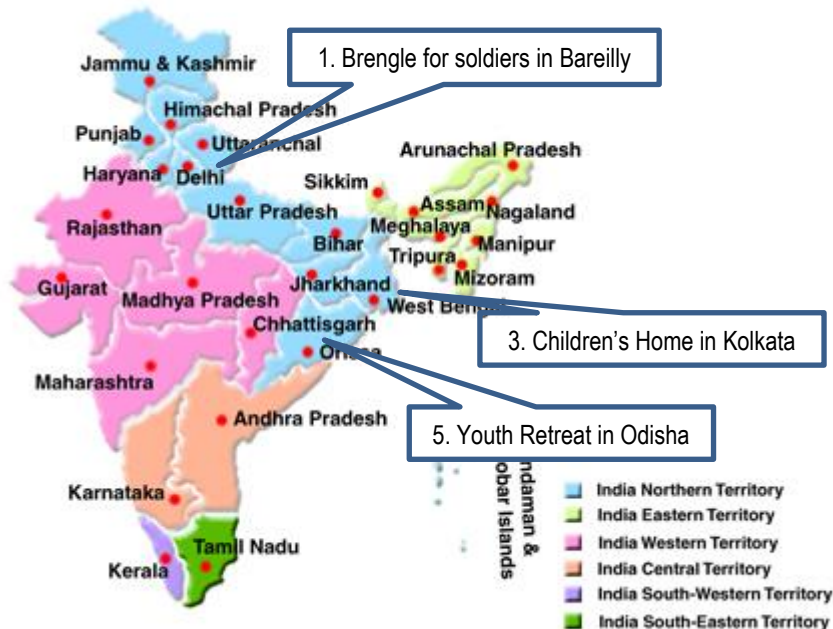 1. Brengle for soldiers in Bareilly
Jammu & Kashmir
Himachal Pradesh
Punjab
Uttaranchal
Haryana
Delhi
Arunachal Pradesh
Sikkim
Uttar Pradesh
Assam
Nagaland
Rajasthan
Meghalaya
Bihar
Manipur
Tripura
Gujarat
Jharkhand
Mizoram
Madhya Pradesh
West
Chhattisgarh
3. Children's Home in Kolkata
Maharashtra
Andhra Pradesh
5. Youth Retreat in Odisha
Karnataka
Tamil Nadu
Kerala
&
Islands
India Northern Territory
India Eastern Territory
India Western Territory
India Central Territory
India South-Western Territory
India South-Eastern Territory